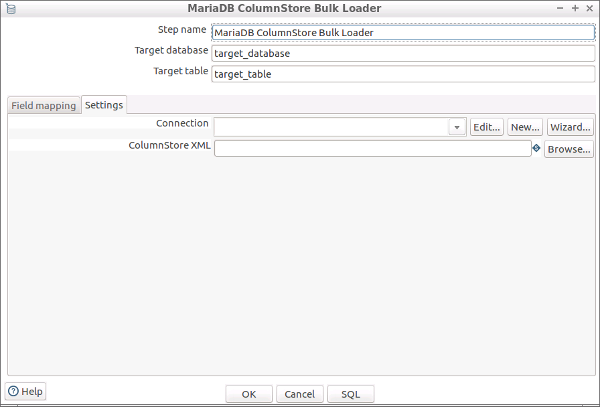 MariaDB ColumnStore Bulk Loader
Step name MariaDB ColumnStore Bulk Loader
Target database target_database
Target table target_table
Field mapping Settings
Connection Edit... New... Wizard...
ColumnStore XML Browse...
Help OK Cancel SQL